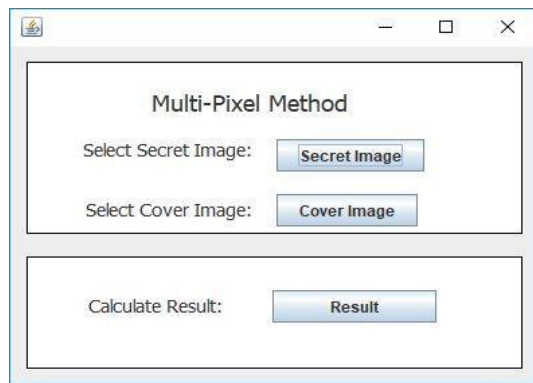 Multi-Pixel Method
Select Secret Image: Secret Image
Select Cover Image: Cover Image
Calculate Result: Result